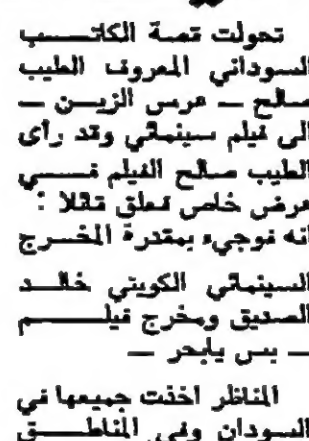 تحولت قصة الكاتب
السوداني المعروف الطيب
صالح ـ عرس الزين ـ
الى فيلم سينمائي وقد رأى
الطيب صالح الفيلم في
عرض خاص فعلق قائلا :
انه فوجيء بمقدرة المخرج
السينمائي الكويتي خالد
الصديق ومخرج فيلم
ـ بس يابحر ـ
المناظر اخذت جميعها في
السودان وفي المناطق